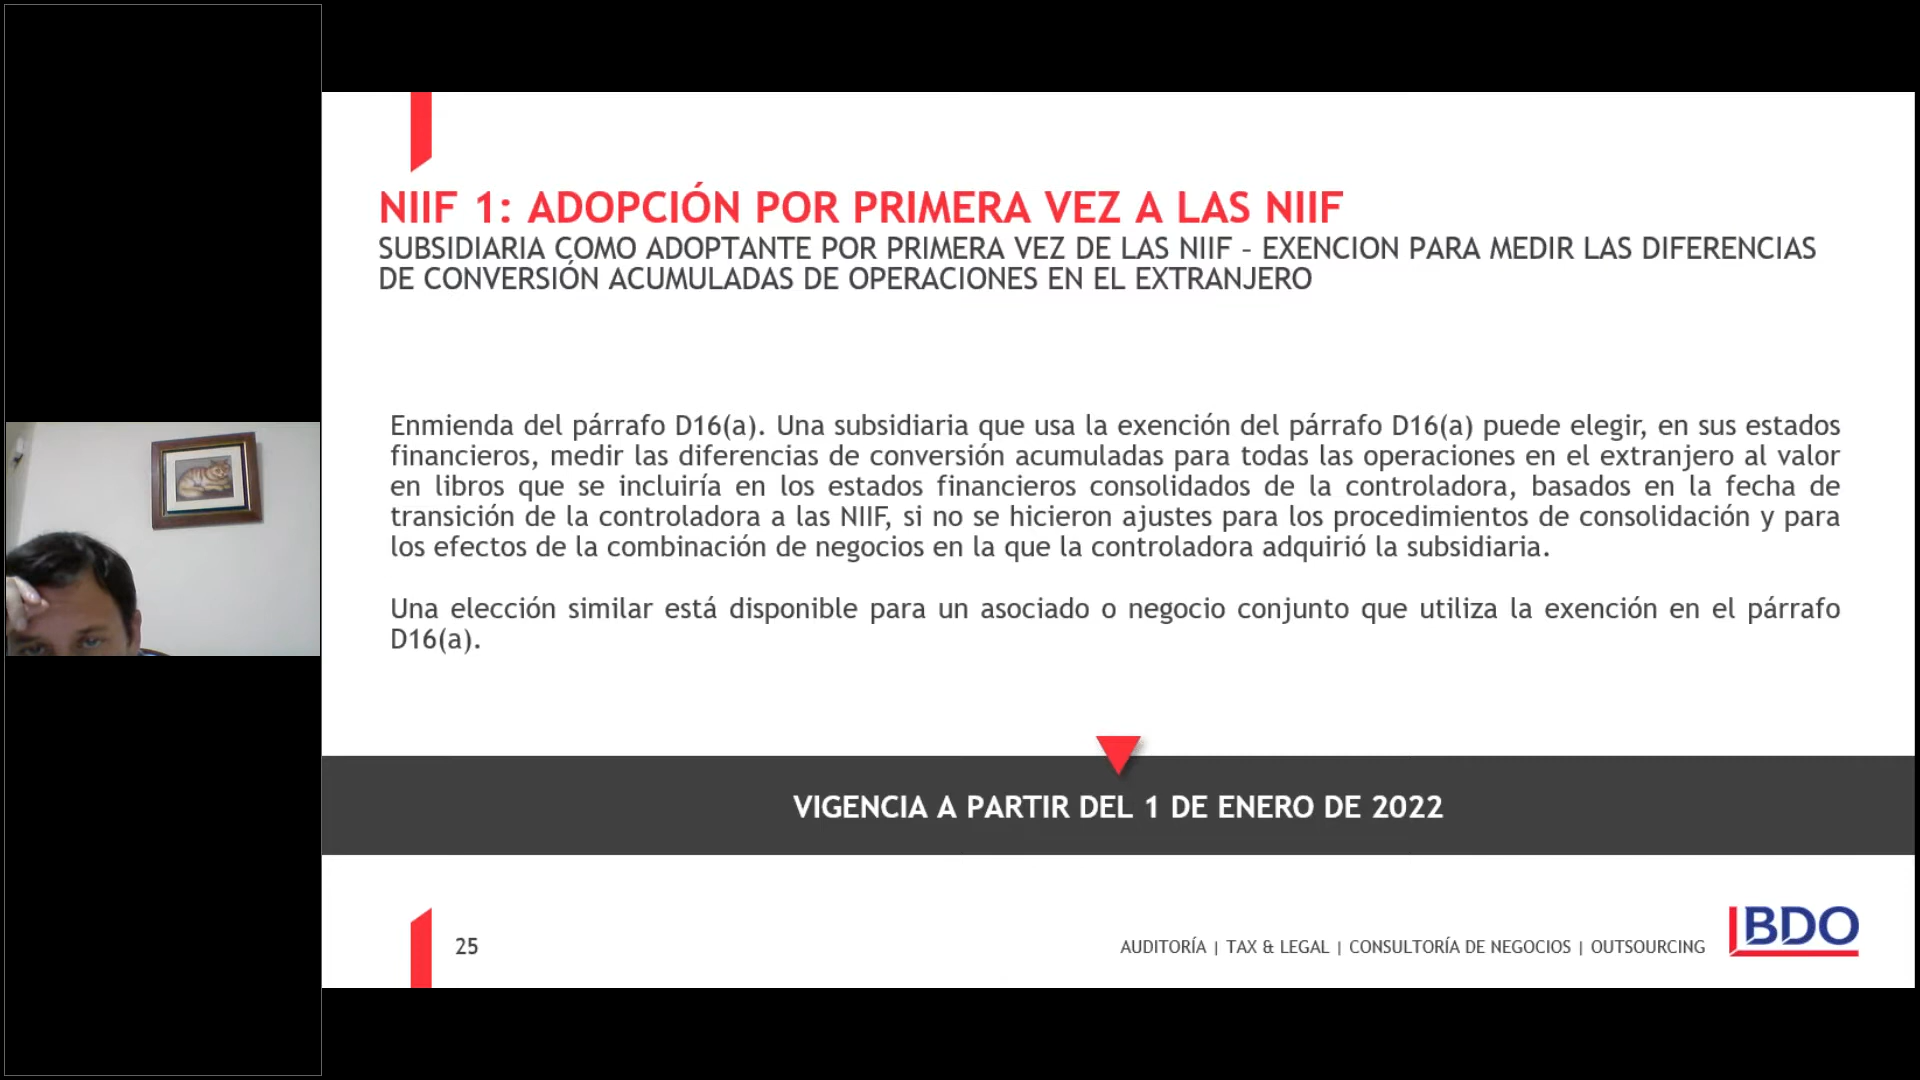 NIIF 1: ADOPCIÓN POR PRIMERA VEZ A LAS NIIF
SUBSIDIARIA COMO ADOPTANTE POR PRIMERA VEZ DE LAS NIIF – EXENCION PARA MEDIR LAS DIFERENCIAS
DE CONVERSIÓN ACUMULADAS DE OPERACIONES EN EL EXTRANJERO
Enmienda del párrafo D16(a). Una subsidiaria que usa la exención del párrafo D16(a) puede elegir, en sus estados
financieros, medir las diferencias de conversión acumuladas para todas las operaciones en el extranjero al valor
en libros que se incluiría en los estados financieros consolidados de la controladora, basados en la fecha de
transición de la controladora a las NIIF, si no se hicieron ajustes para los procedimientos de consolidación y para
los efectos de la combinación de negocios en la que la controladora adquirió la subsidiaria.
Una elección similar está disponible para un asociado o negocio conjunto que utiliza la exención en el párrafo
D16(a).
VIGENCIA A PARTIR DEL 1 DE ENERO DE 2022
25
AUDITORÍA | TAX & LEGAL | CONSULTORÍA DE NEGOCIOS | OUTSOURCING
BDO